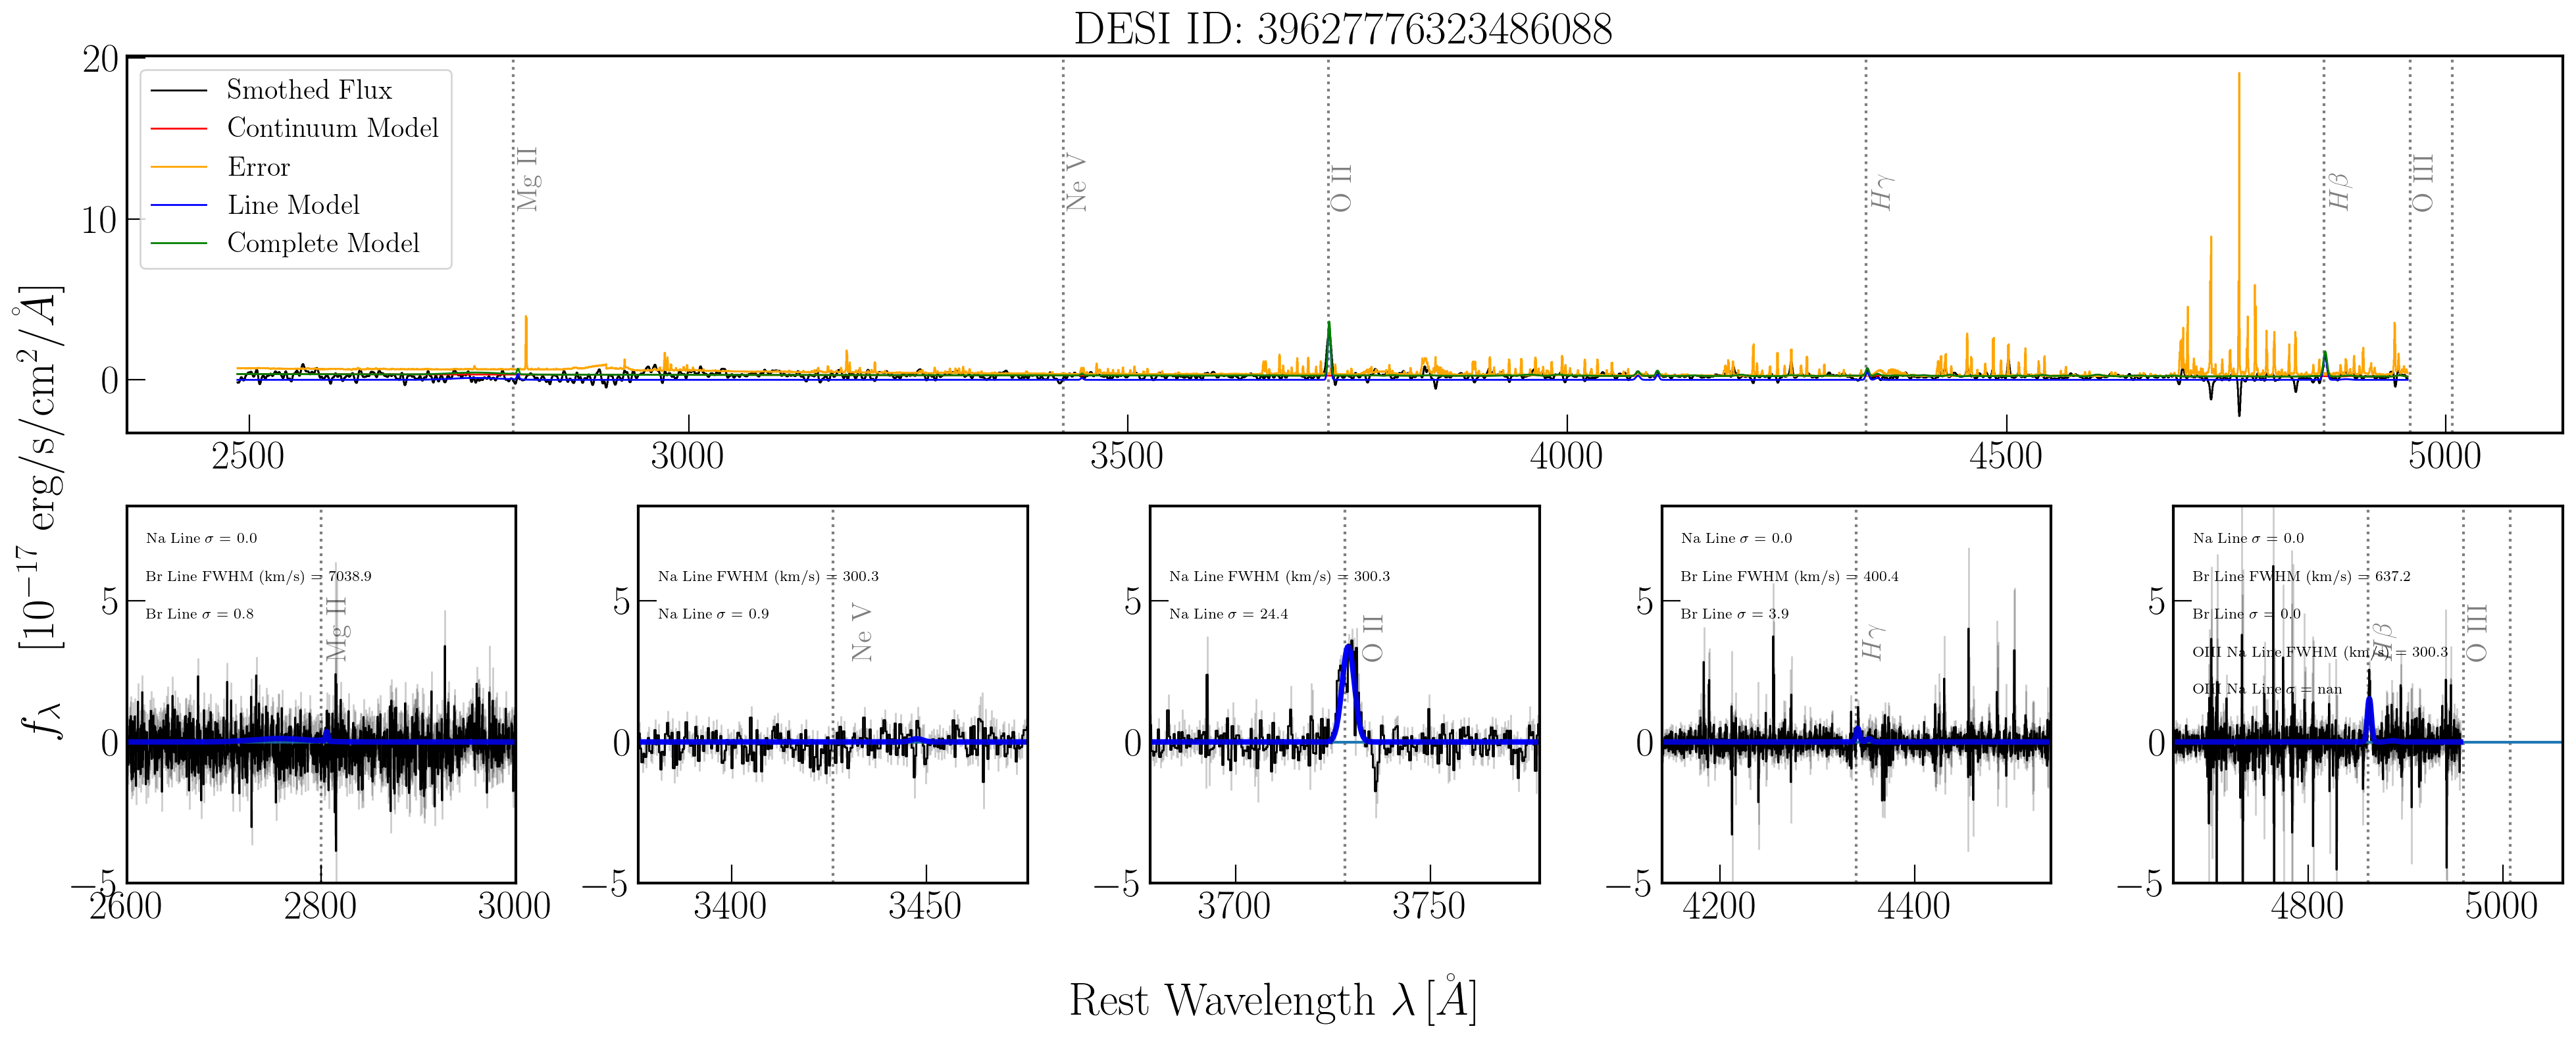 DESI ID: 39627776323486088
Smothed Flux
Continuum Model
Error
Line Model
Complete Model
Mg II
Ne V
O II
Hγ
Hβ
O III
20
10
0
2500 3000 3500 4000 4500 5000
f_λ [10^{-17} erg/s/cm^2/Å]
Na Line σ = 0.0
Br Line FWHM (km/s) = 7038.9
Br Line σ = 0.8
Mg II
5
0
−5
2600 2800 3000
Na Line FWHM (km/s) = 300.3
Na Line σ = 0.9
Ne V
5
0
−5
3400 3450
Na Line FWHM (km/s) = 300.3
Na Line σ = 24.4
O II
5
0
−5
3700 3750
Na Line σ = 0.0
Br Line FWHM (km/s) = 400.4
Br Line σ = 3.9
Hγ
5
0
−5
4200 4400
Na Line σ = 0.0
Br Line FWHM (km/s) = 637.2
Br Line σ = 0.0
OIII Na Line FWHM (km/s) = 300.3
OIII Na Line σ = nan
Hβ
O III
5
0
−5
4800 5000
Rest Wavelength λ [Å]